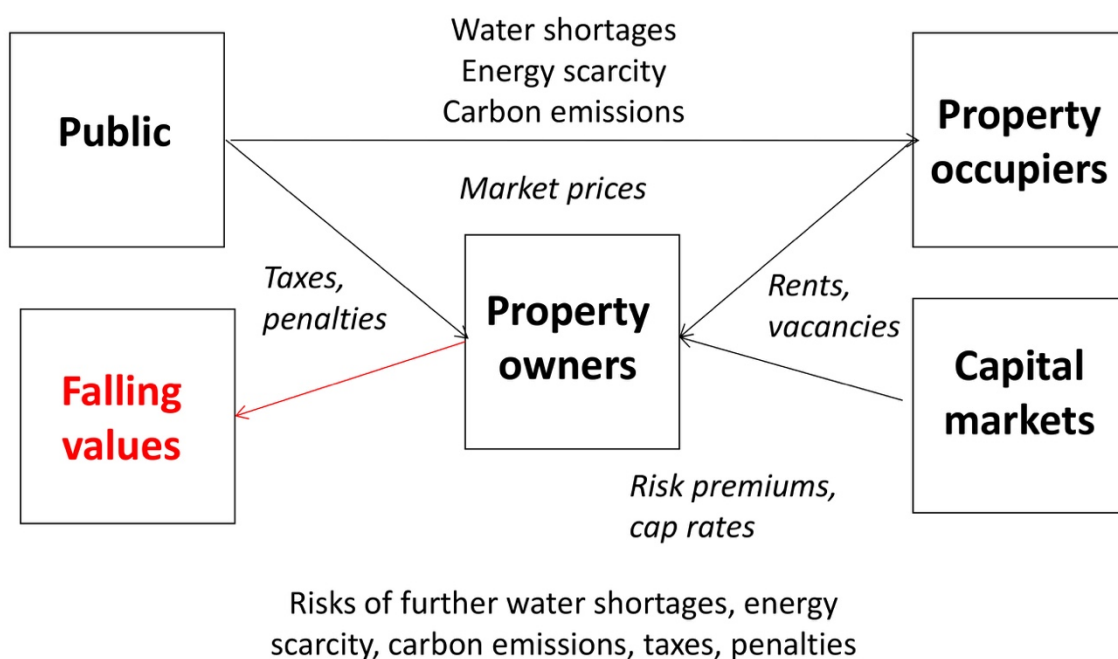 Water shortages
Energy scarcity
Carbon emissions
Public
Property
occupiers
Market prices
Taxes,
penalties
Property
owners
Rents,
vacancies
Falling
values
Capital
markets
Risk premiums,
cap rates
Risks of further water shortages, energy
scarcity, carbon emissions, taxes, penalties